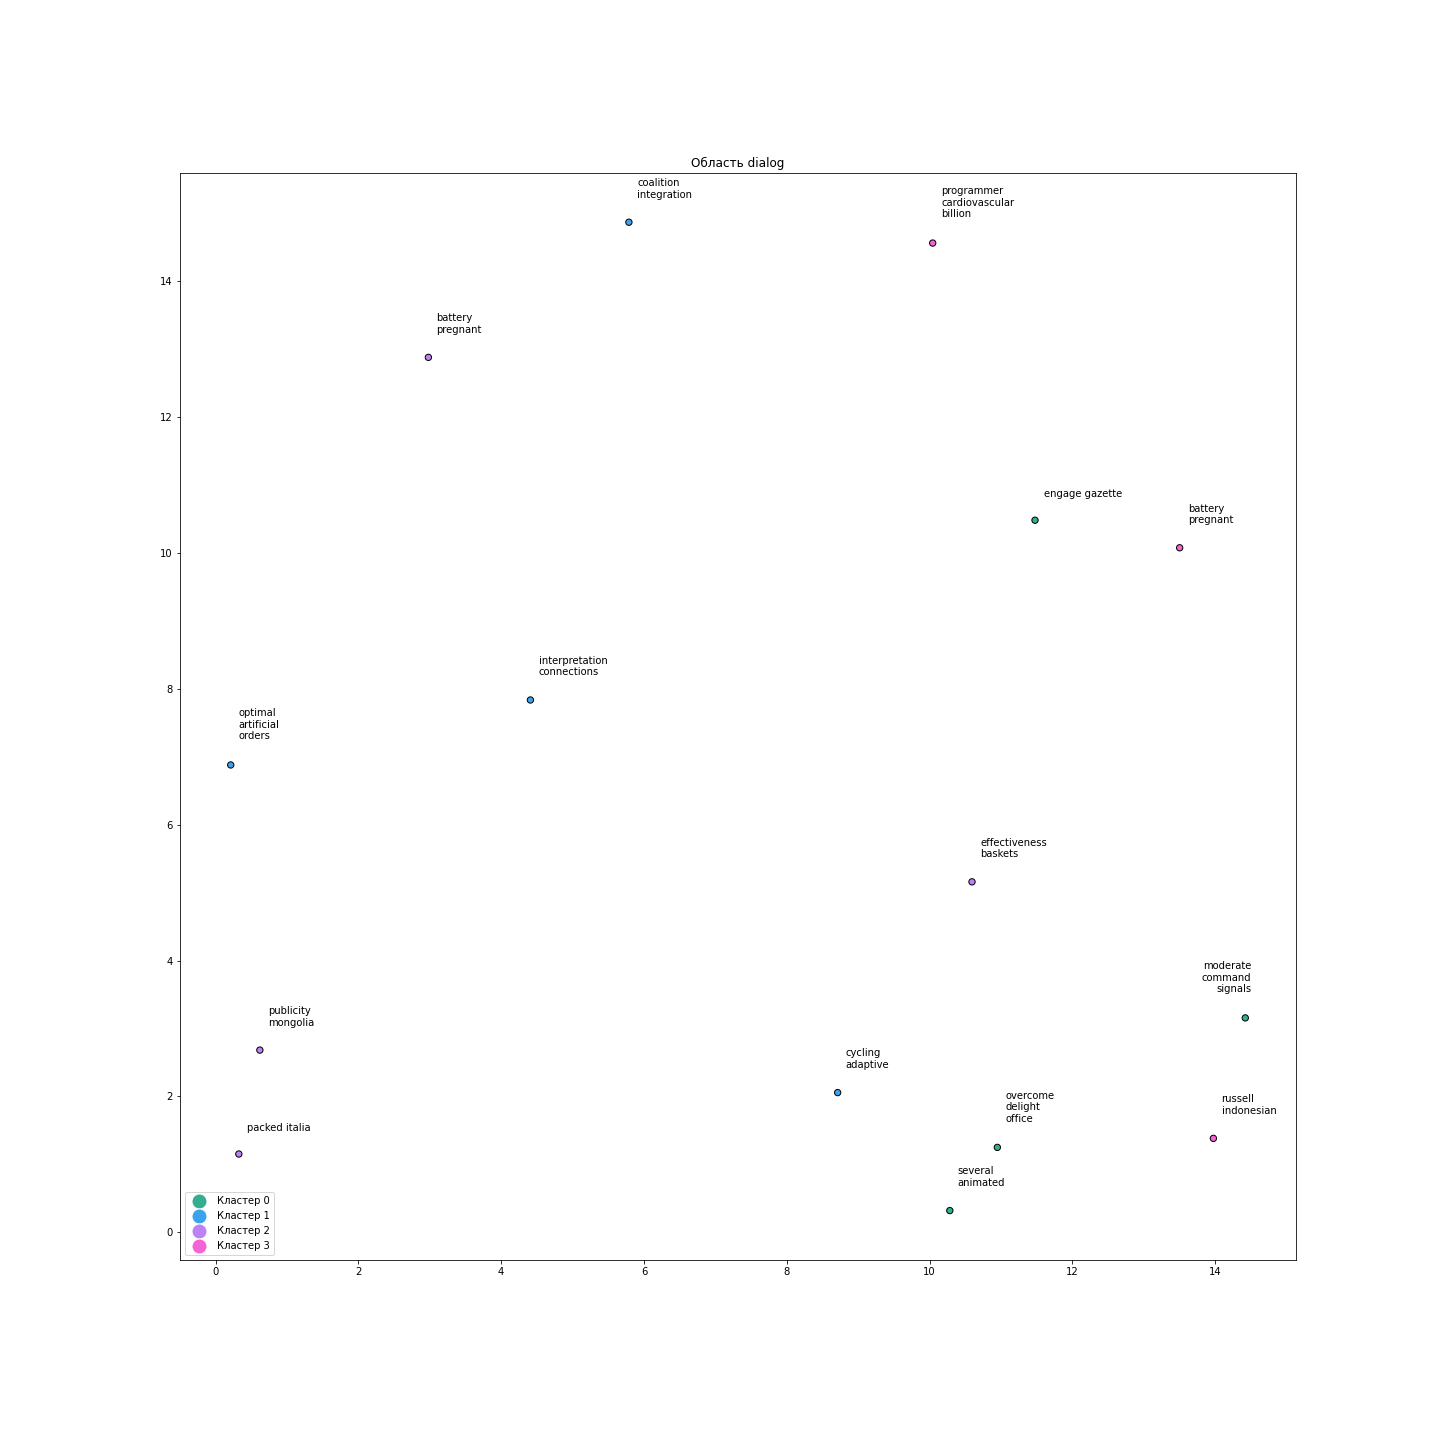 Область dialog
coalition
integration
programmer
cardiovascular
billion
14
battery
pregnant
12
engage gazette
battery
pregnant
10
interpretation
connections
8
optimal
artificial
orders
6
effectiveness
baskets
4
moderate
command
signals
publicity
mongolia
cycling
adaptive
2
overcome
delight
office
russell
indonesian
packed italia
several
animated
Кластер 0
Кластер 1
Кластер 2
Кластер 3
0
0 2 4 6 8 10 12 14